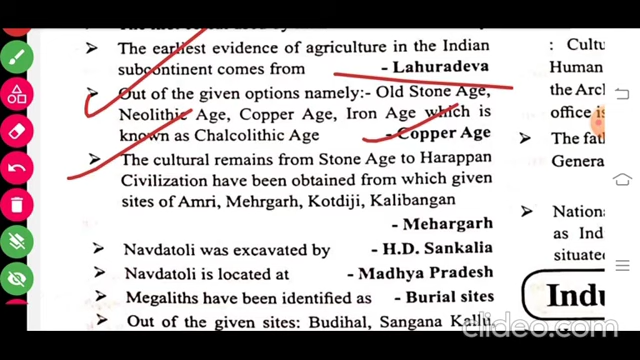 ➤ The earliest evidence of agriculture in the Indian
subcontinent comes from - Lahuradeva
➤ Out of the given options namely:- Old Stone Age,
Neolithic Age, Copper Age, Iron Age which is
known as Chalcolithic Age - Copper Age
➤ The cultural remains from Stone Age to Harappan
Civilization have been obtained from which given
sites of Amri, Mehrgarh, Kotdiji, Kalibangan
- Mehargarh
➤ Navdatoli was excavated by - H.D. Sankalia
➤ Navdatoli is located at - Madhya Pradesh
➤ Megaliths have been identified as - Burial sites
➤ Out of the given sites: Budihal, Sangana Kallu
: Cultu
Human
the Arc
office is
➤ The fat
Genera
➤ Nationa
as Ind
situated
Indu
clideo.com